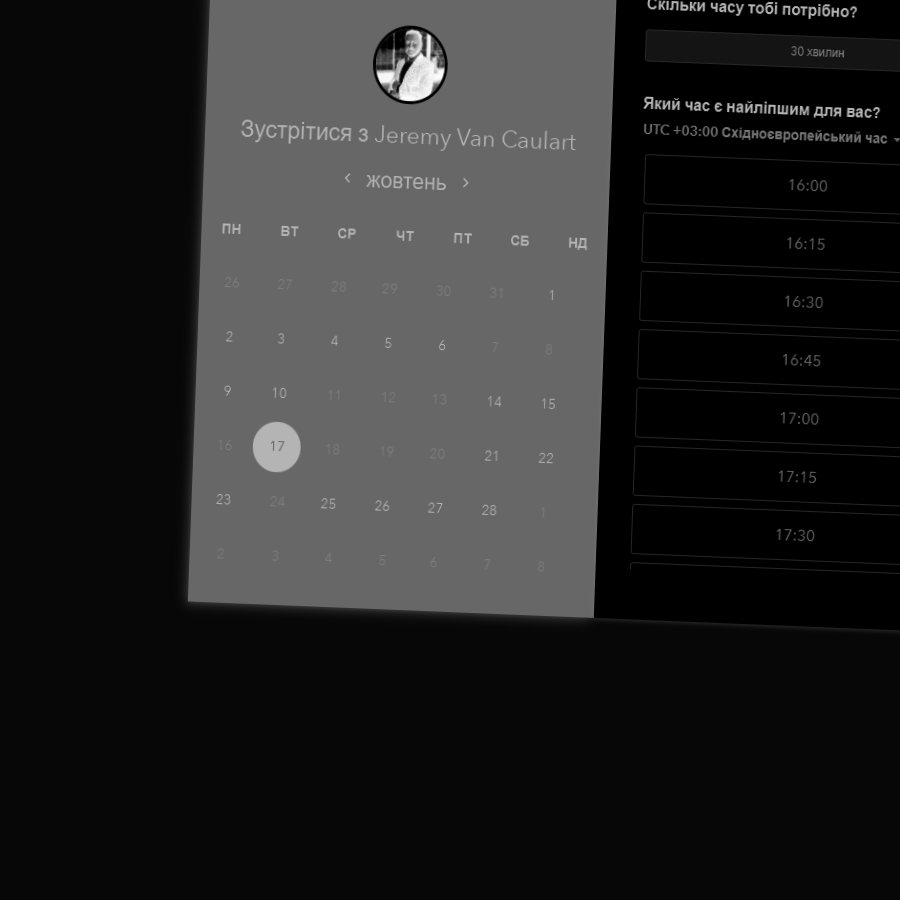 Зустрітися з Jeremy Van Caulart
‹ жовтень ›
ПН ВТ СР ЧТ ПТ СБ НД
26 27 28 29 30 31 1
2 3 4 5 6 7 8
9 10 11 12 13 14 15
16 17 18 19 20 21 22
23 24 25 26 27 28 1
2 3 4 5 6 7 8
Скільки часу тобі потрібно?
30 хвилин
Який час є найліпшим для вас?
UTC +03:00 Східноєвропейський час
16:00
16:15
16:30
16:45
17:00
17:15
17:30